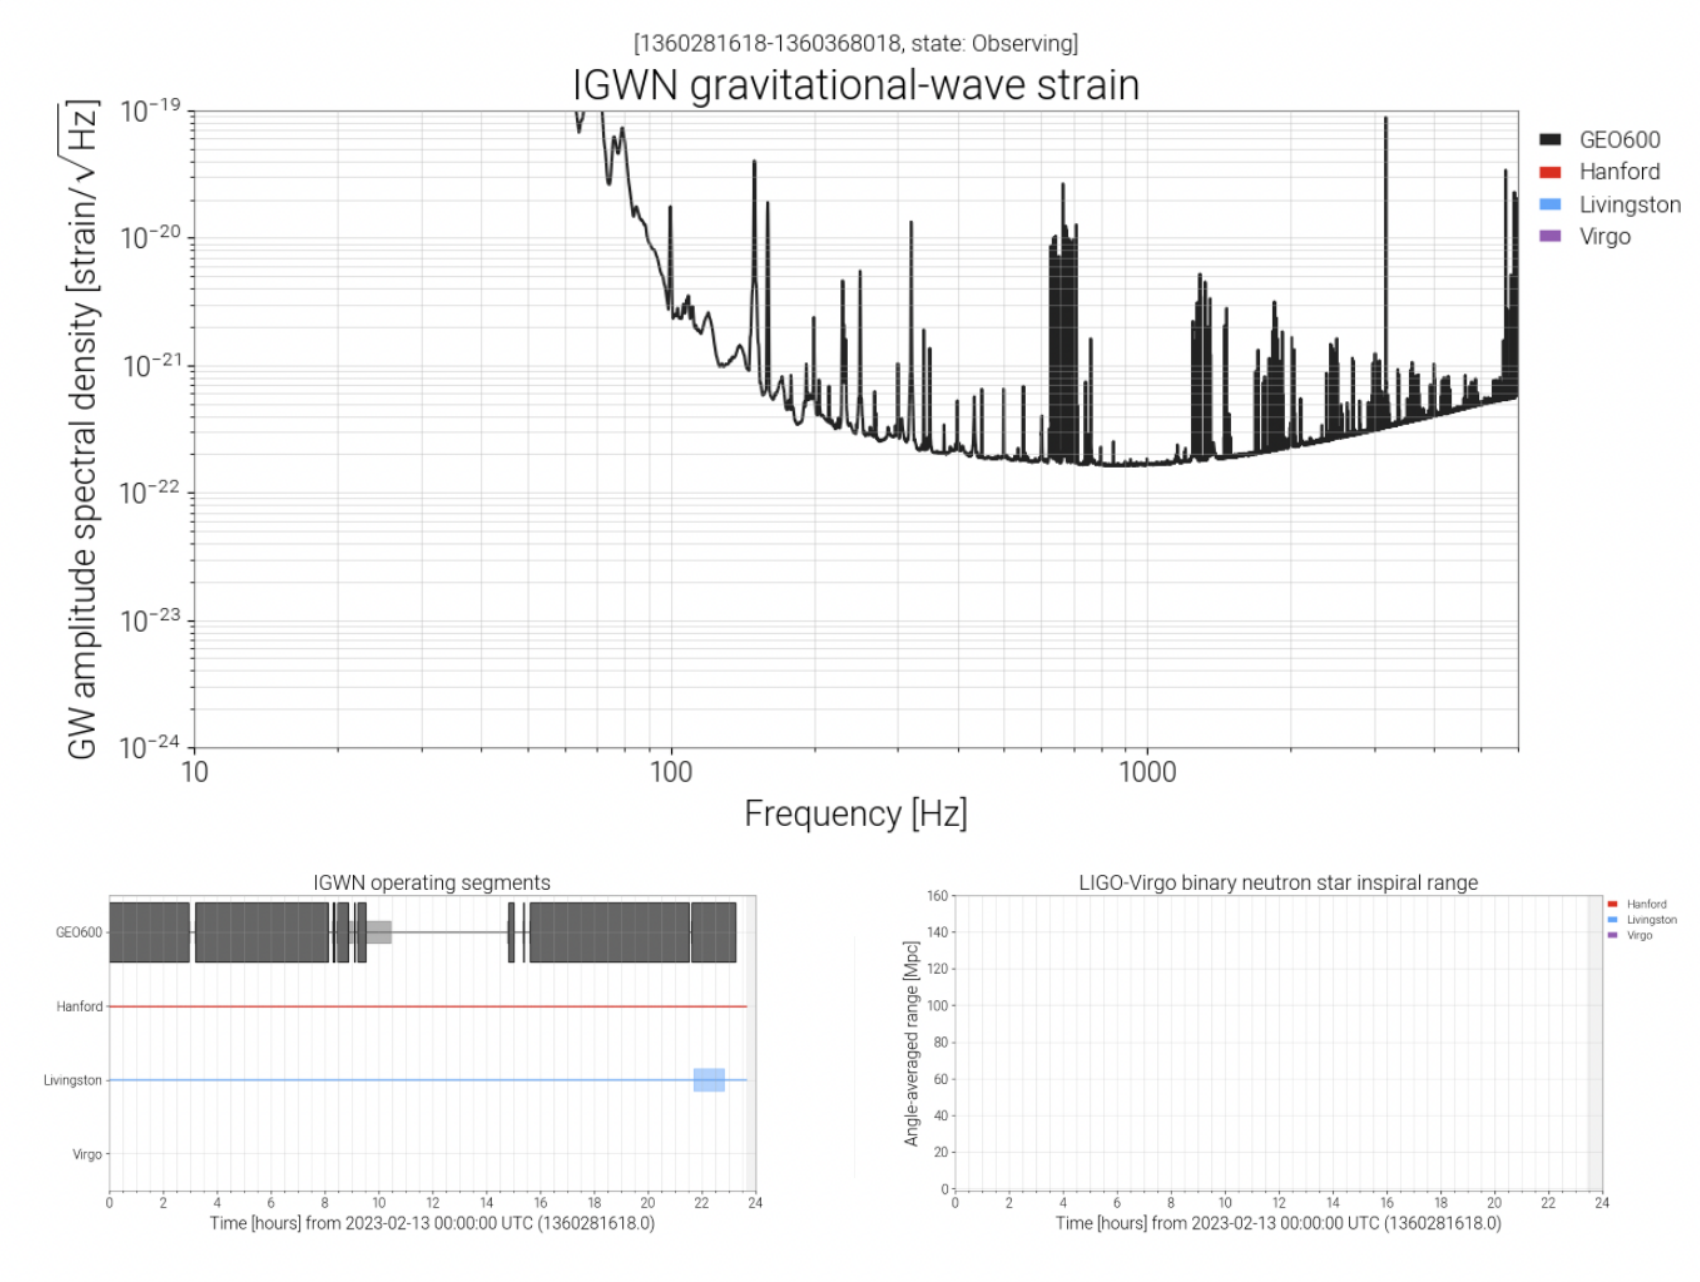 [1360281618-1360368018, state: Observing]
IGWN gravitational-wave strain
GW amplitude spectral density [strain/√Hz]
10⁻¹⁹
10⁻²⁰
10⁻²¹
10⁻²²
10⁻²³
10⁻²⁴
10 100 1000
Frequency [Hz]
GEO600
Hanford
Livingston
Virgo
IGWN operating segments
GEO600
Hanford
Livingston
Virgo
0 2 4 6 8 10 12 14 16 18 20 22 24
Time [hours] from 2023-02-13 00:00:00 UTC (1360281618.0)
LIGO-Virgo binary neutron star inspiral range
Angle-averaged range [Mpc]
160
140
120
100
80
60
40
20
0
0 2 4 6 8 10 12 14 16 18 20 22 24
Time [hours] from 2023-02-13 00:00:00 UTC (1360281618.0)
Hanford
Livingston
Virgo